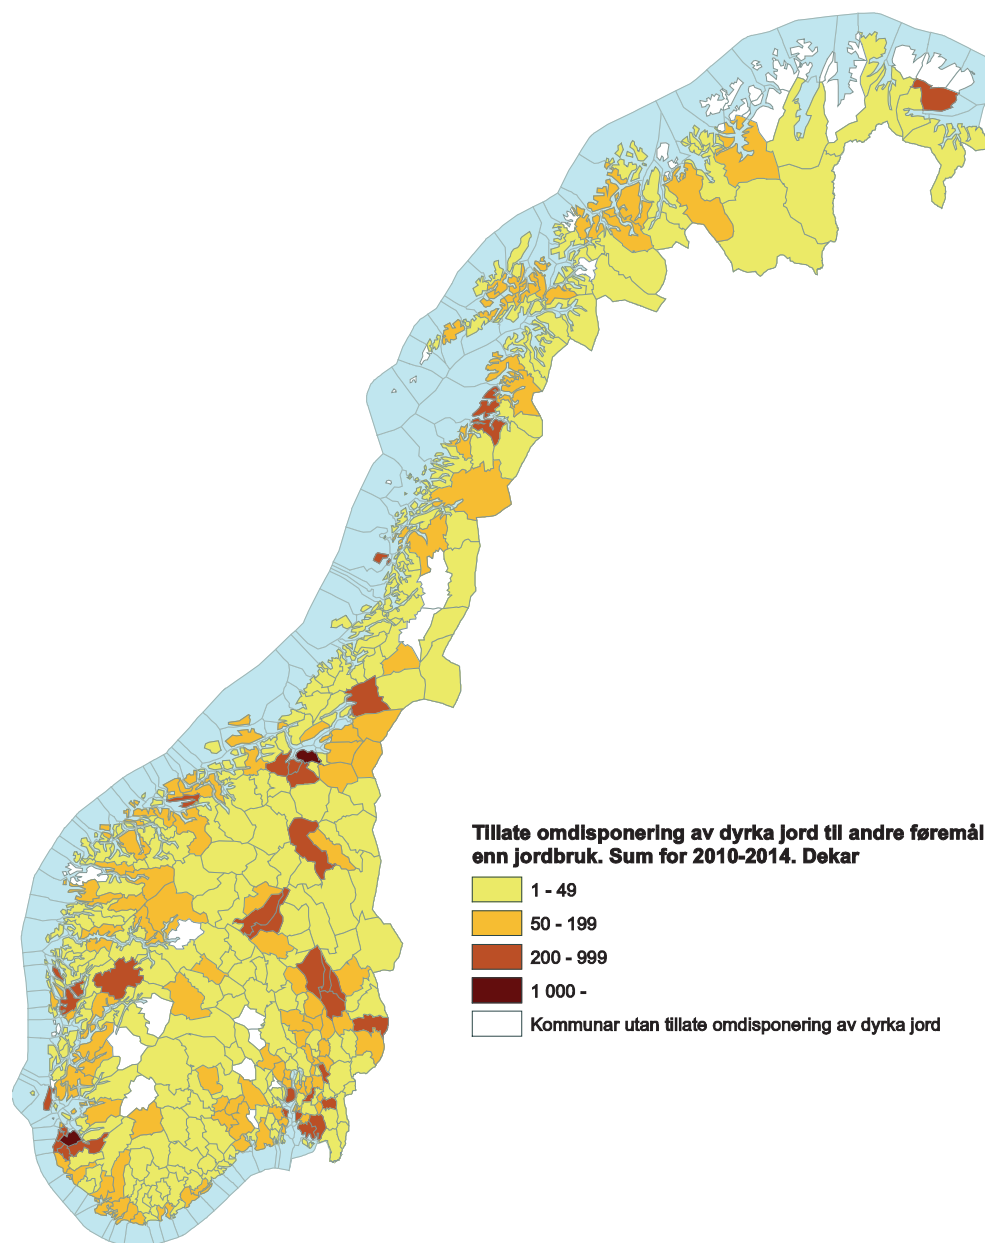 Tillate omdisponering av dyrka jord til andre føremål
enn jordbruk. Sum for 2010-2014. Dekar
1 - 49
50 - 199
200 - 999
1 000 -
Kommunar utan tillate omdisponering av dyrka jord